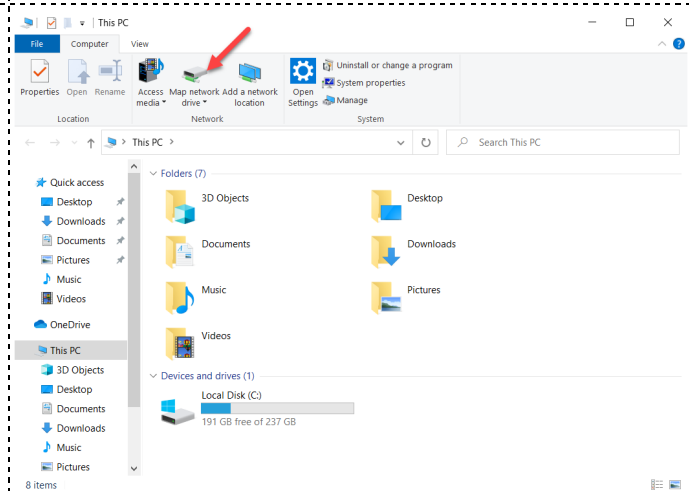 This PC
File Computer View
Properties Open Rename Access media Map network drive Add a network location Open Settings Uninstall or change a program
System properties
Manage
Location Network System
This PC
Search This PC
Quick access
Desktop
Downloads
Documents
Pictures
Music
Videos
OneDrive
This PC
3D Objects
Desktop
Documents
Downloads
Music
Pictures
Folders (7)
3D Objects Desktop
Documents Downloads
Music Pictures
Videos
Devices and drives (1)
Local Disk (C:)
191 GB free of 237 GB
8 items